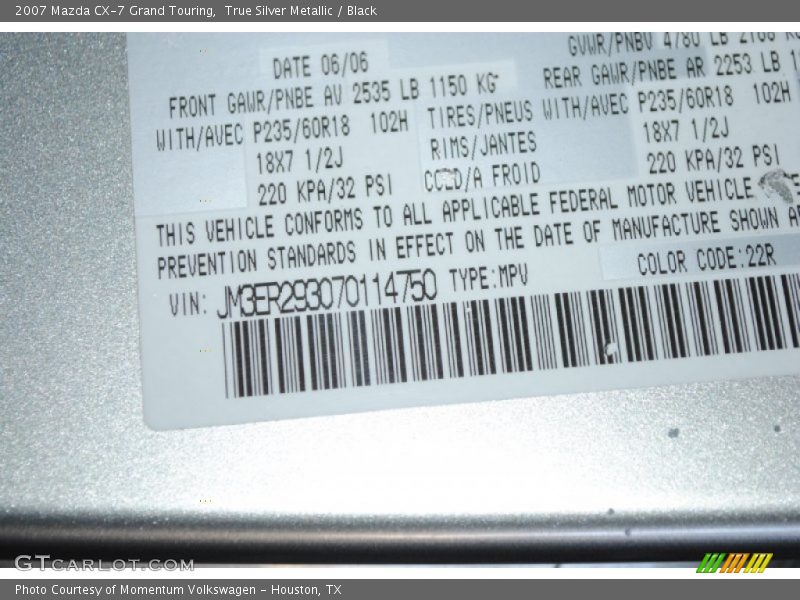 2007 Mazda CX-7 Grand Touring,  True Silver Metallic / Black
GVWR/PNBV 4780 LB 2168 KG
DATE 06/06
FRONT GAWR/PNBE AV 2535 LB 1150 KG REAR GAWR/PNBE AR 2253 LB
WITH/AVEC P235/60R18 102H TIRES/PNEUS WITH/AVEC P235/60R18 102H
18X7 1/2J RIMS/JANTES 18X7 1/2J
220 KPA/32 PSI COLD/A FROID 220 KPA/32 PSI
THIS VEHICLE CONFORMS TO ALL APPLICABLE FEDERAL MOTOR VEHICLE
PREVENTION STANDARDS IN EFFECT ON THE DATE OF MANUFACTURE SHOWN
VIN: JM3ER293070114750 TYPE:MPV COLOR CODE:22R
GTCARLOT.COM
Photo Courtesy of Momentum Volkswagen - Houston, TX